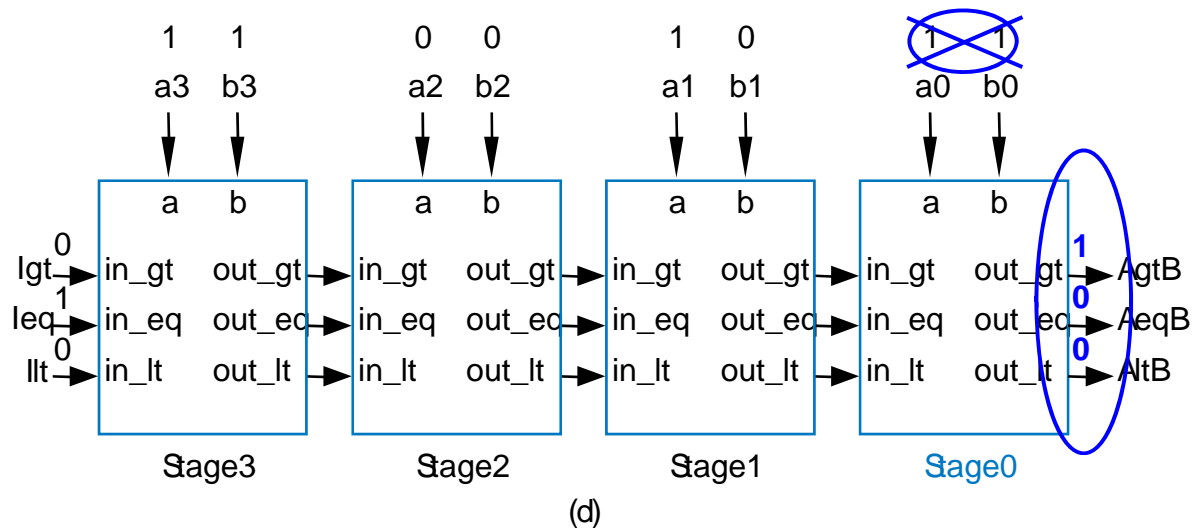 1 1 0 0 1 0 1 1
a3 b3 a2 b2 a1 b1 a0 b0
a b a b a b a b
0 1
Igt in_gt out_gt in_gt out_gt in_gt out_gt in_gt out_gt AgtB
1 0
Ieq in_eq out_eq in_eq out_eq in_eq out_eq in_eq out_eq AeqB
0 0
Ilt in_lt out_lt in_lt out_lt in_lt out_lt in_lt out_lt AltB
Stage3 Stage2 Stage1 Stage0
(d)